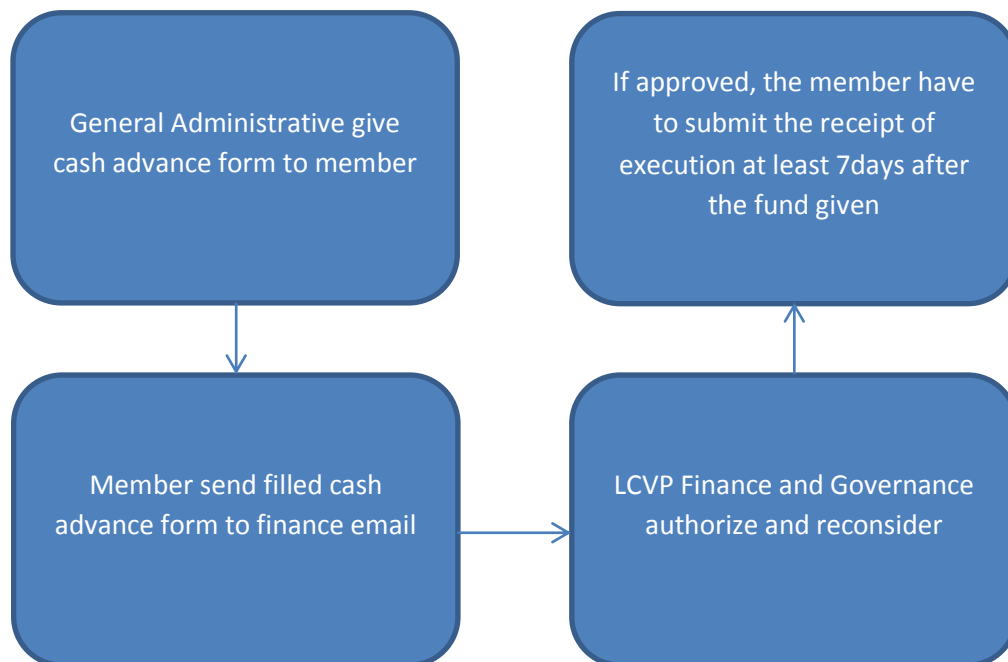 General Administrative give
cash advance form to member
Member send filled cash
advance form to finance email
LCVP Finance and Governance
authorize and reconsider
If approved, the member have
to submit the receipt of
execution at least 7days after
the fund given